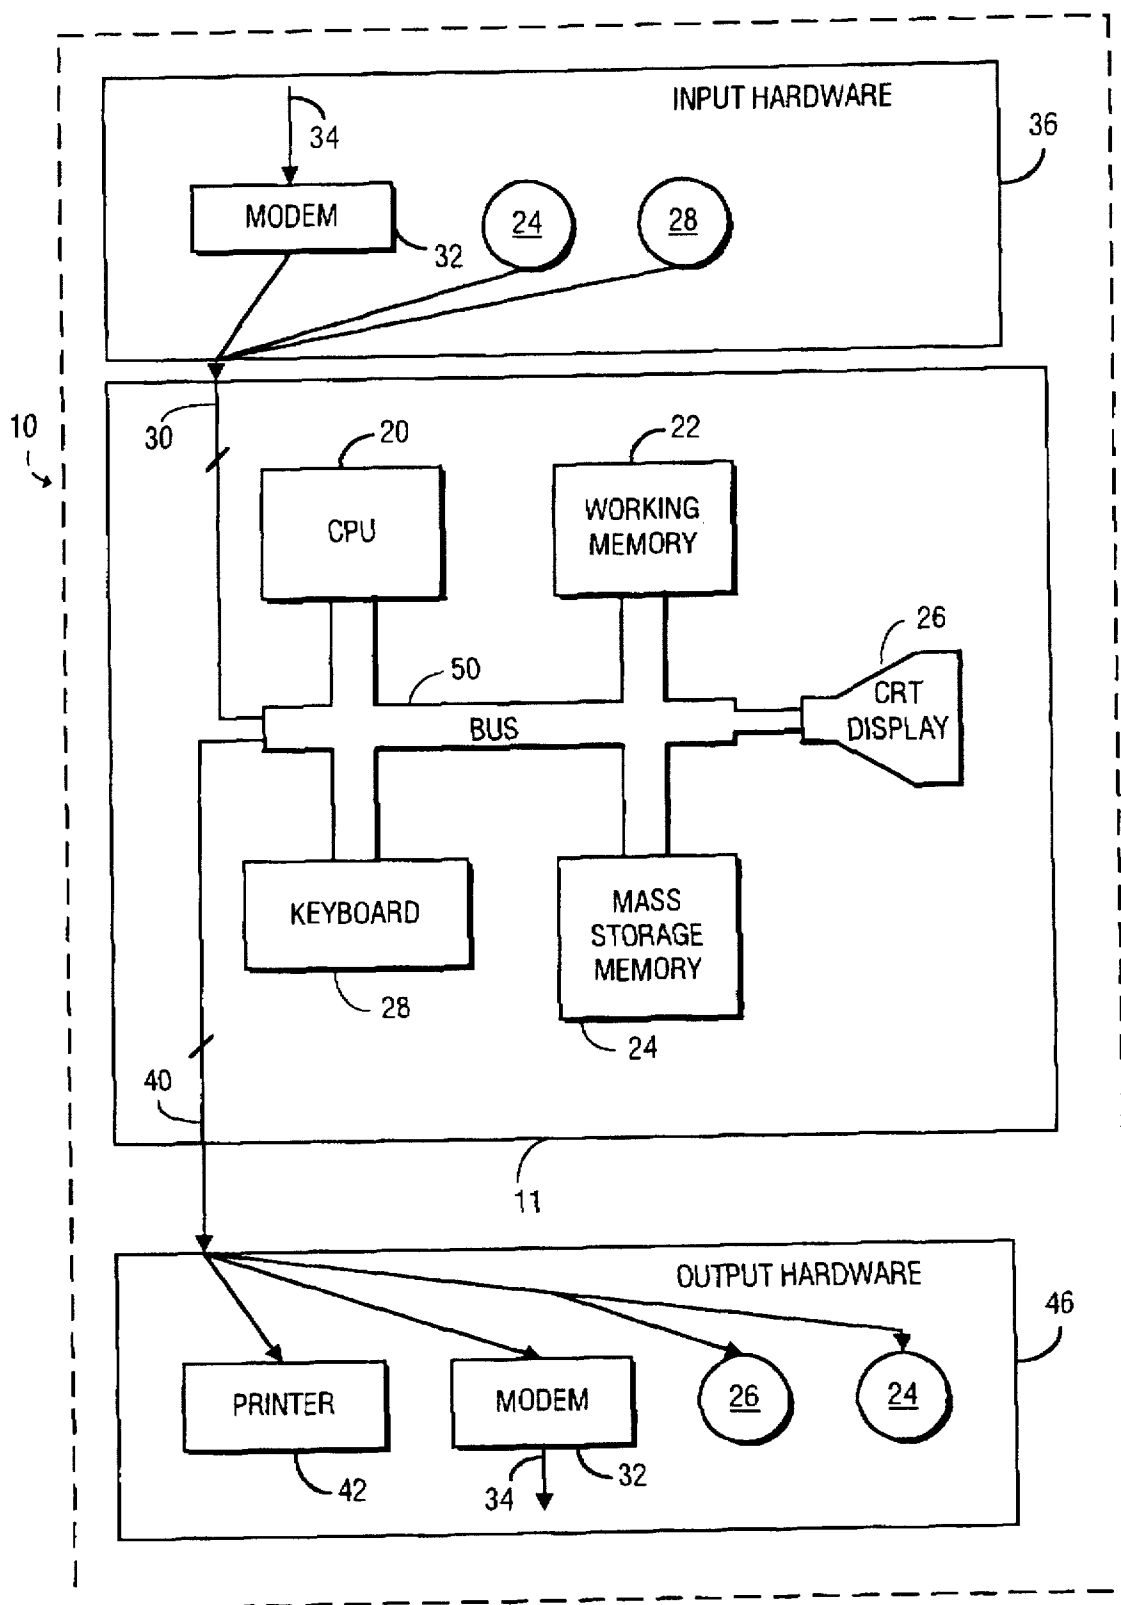 INPUT HARDWARE
36
34
MODEM
32
24
28
10
30
20
CPU
22
WORKING
MEMORY
26
CRT
DISPLAY
50
BUS
KEYBOARD
28
MASS
STORAGE
MEMORY
24
40
11
OUTPUT HARDWARE
46
PRINTER
42
MODEM
32
34
26
24